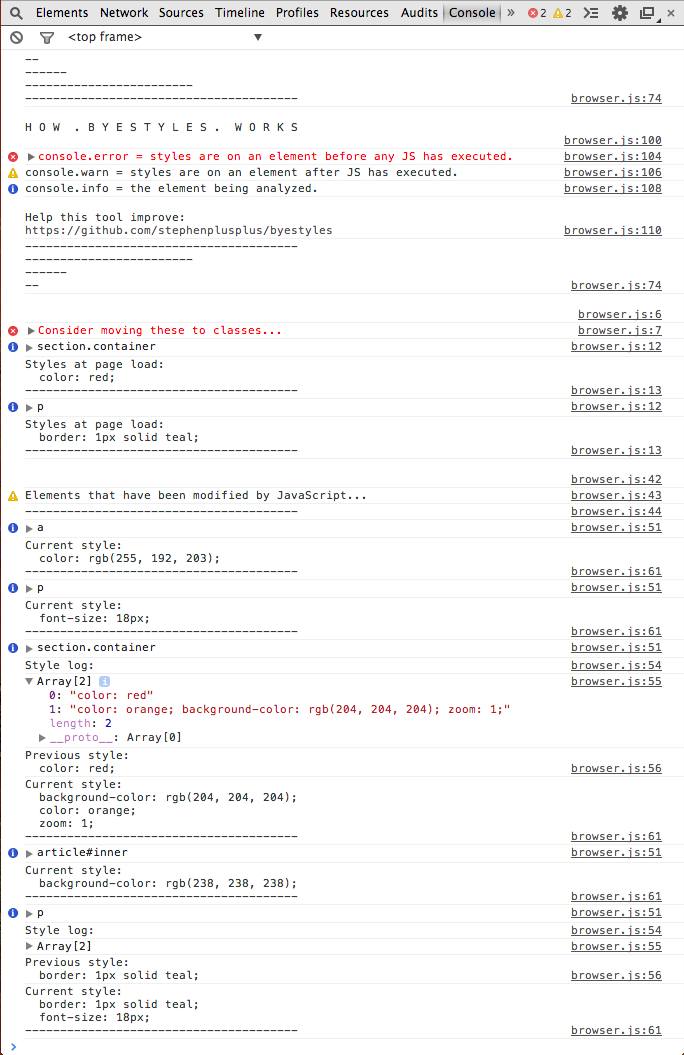 Elements Network Sources Timeline Profiles Resources Audits Console » 2 2
<top frame> ▼
--
------
------------------------
--------------------------------------- browser.js:74
H O W . B Y E S T Y L E S . W O R K S
browser.js:100
console.error = styles are on an element before any JS has executed. browser.js:104
console.warn = styles are on an element after JS has executed. browser.js:106
console.info = the element being analyzed. browser.js:108
Help this tool improve:
https://github.com/stephenplusplus/byestyles browser.js:110
---------------------------------------
------------------------
------
-- browser.js:74
browser.js:6
Consider moving these to classes... browser.js:7
section.container browser.js:12
Styles at page load:
color: red;
--------------------------------------- browser.js:13
p browser.js:12
Styles at page load:
border: 1px solid teal;
--------------------------------------- browser.js:13
browser.js:42
Elements that have been modified by JavaScript... browser.js:43
--------------------------------------- browser.js:44
a browser.js:51
Current style:
color: rgb(255, 192, 203);
--------------------------------------- browser.js:61
p browser.js:51
Current style:
font-size: 18px;
--------------------------------------- browser.js:61
section.container browser.js:51
Style log: browser.js:54
Array[2] i browser.js:55
0: "color: red"
1: "color: orange; background-color: rgb(204, 204, 204); zoom: 1;"
length: 2
__proto__: Array[0]
Previous style:
color: red; browser.js:56
Current style:
background-color: rgb(204, 204, 204);
color: orange;
zoom: 1;
--------------------------------------- browser.js:61
article#inner browser.js:51
Current style:
background-color: rgb(238, 238, 238);
--------------------------------------- browser.js:61
p browser.js:51
Style log: browser.js:54
Array[2] browser.js:55
Previous style:
border: 1px solid teal; browser.js:56
Current style:
border: 1px solid teal;
font-size: 18px;
--------------------------------------- browser.js:61
>